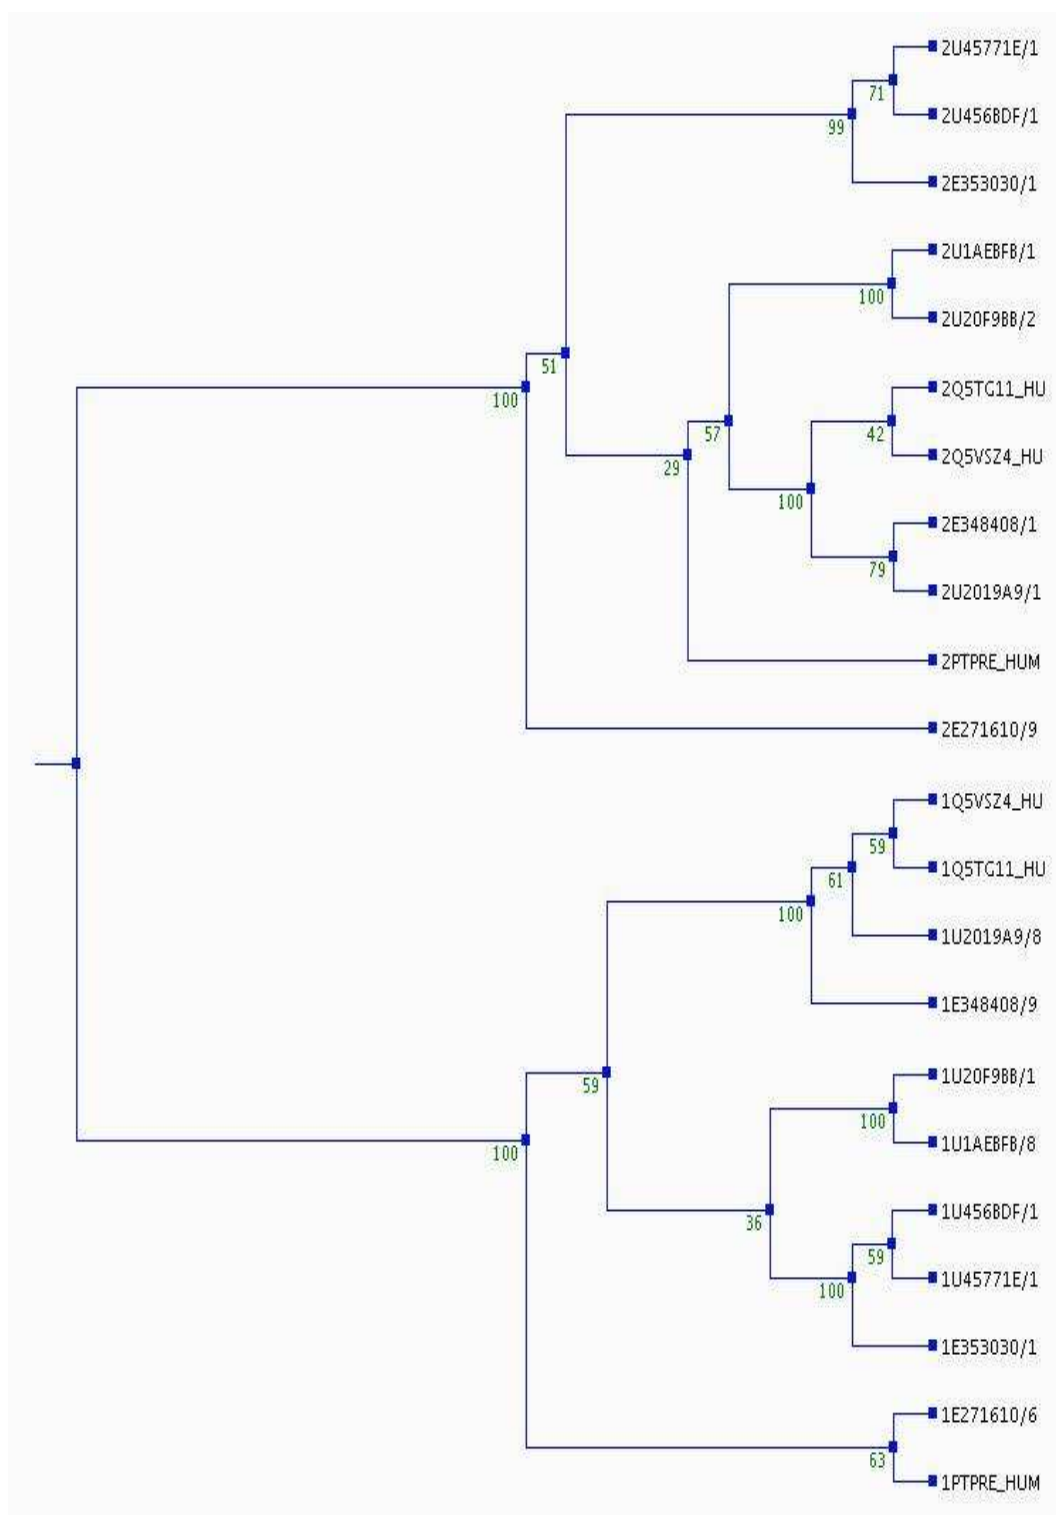 2U45771E/1
71
2U456BDF/1
99
2E353030/1
2U1AEBFB/1
100
2U20F9BB/2
51
2Q5TG11_HU
100
57
42
2Q5VSZ4_HU
29
100
2E348408/1
79
2U2019A9/1
2PTPRE_HUM
2E271610/9
1Q5VSZ4_HU
59
1Q5TG11_HU
61
100
1U2019A9/8
1E348408/9
1U20F9BB/1
59
100
1U1AEBFB/8
100
1U456BDF/1
36
59
1U45771E/1
100
1E353030/1
1E271610/6
63
1PTPRE_HUM